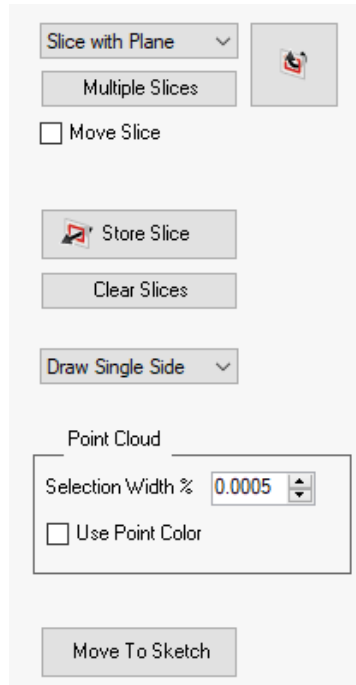 Slice with Plane
Multiple Slices
Move Slice
Store Slice
Clear Slices
Draw Single Side
Point Cloud
Selection Width % 0.0005
Use Point Color
Move To Sketch